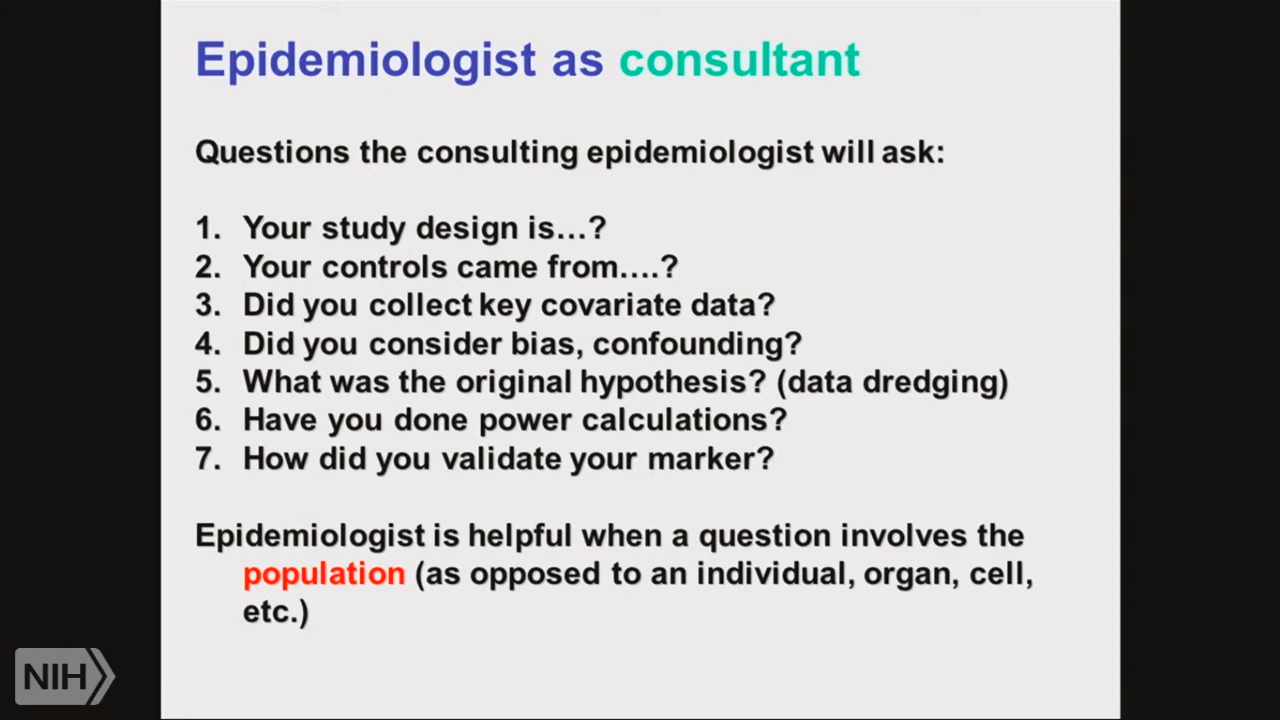 Epidemiologist as consultant
Questions the consulting epidemiologist will ask:
1. Your study design is…?
2. Your controls came from….?
3. Did you collect key covariate data?
4. Did you consider bias, confounding?
5. What was the original hypothesis? (data dredging)
6. Have you done power calculations?
7. How did you validate your marker?
Epidemiologist is helpful when a question involves the
population (as opposed to an individual, organ, cell,
etc.)
NIH